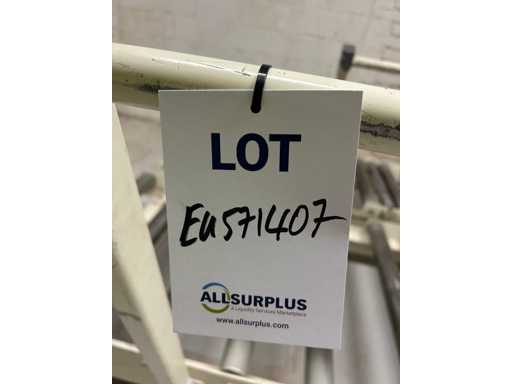 LOT
EU571407
ALLSURPLUS
A Liquidity Services Marketplace
www.allsurplus.com